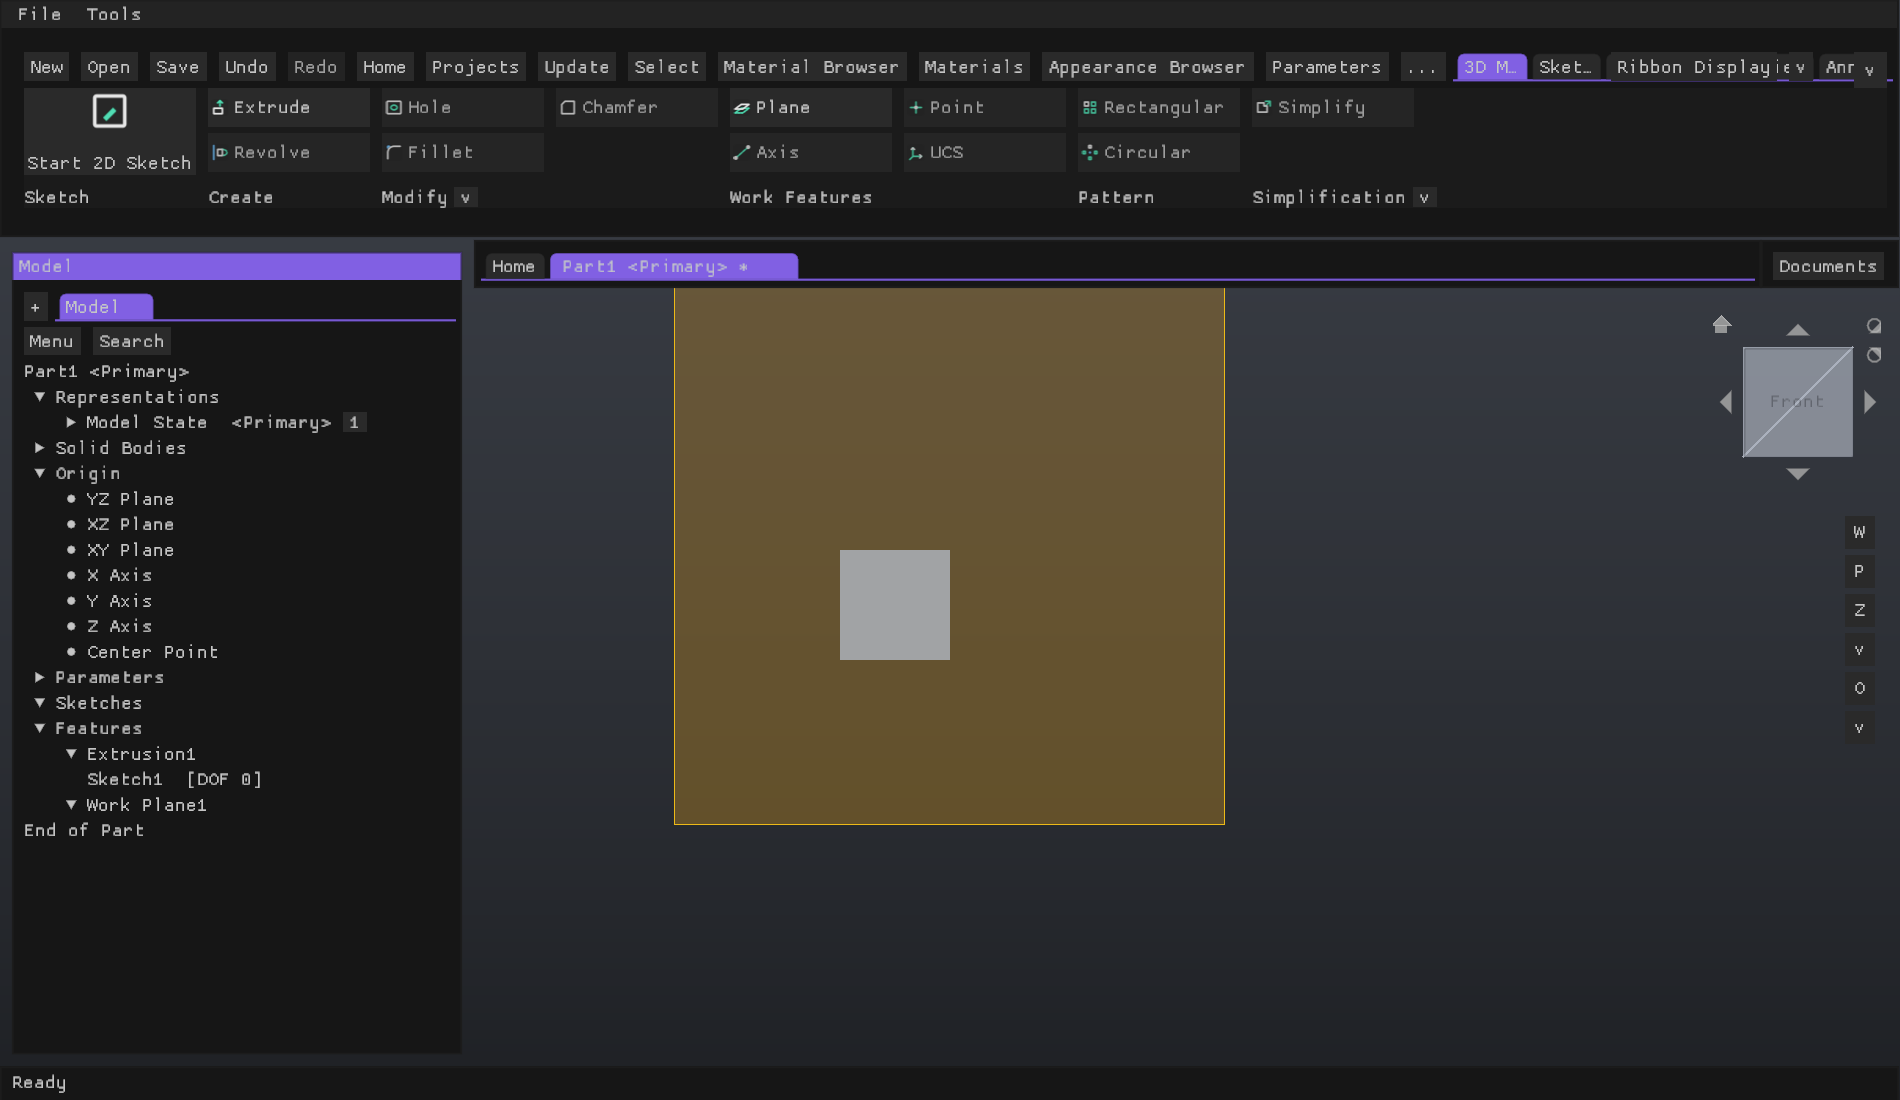 File Tools
New Open Save Undo Redo Home Projects Update Select Material Browser Materials Appearance Browser Parameters ... 3D M… Sket… Ribbon Display v v
Extrude Hole Chamfer Plane Point Rectangular Simplify
Revolve Fillet Axis UCS Circular
Start 2D Sketch
Sketch Create Modify v Work Features Pattern Simplification v
Model
Home Part1 <Primary> * Documents
+ Model
Menu Search
Part1 <Primary>
Representations
Model State <Primary> 1
Solid Bodies
Origin
YZ Plane
XZ Plane
XY Plane
X Axis
Y Axis
Z Axis
Center Point
Parameters
Sketches
Features
Extrusion1
Sketch1 [DOF 0]
Work Plane1
End of Part
Front
W
P
Z
v
O
v
Ready